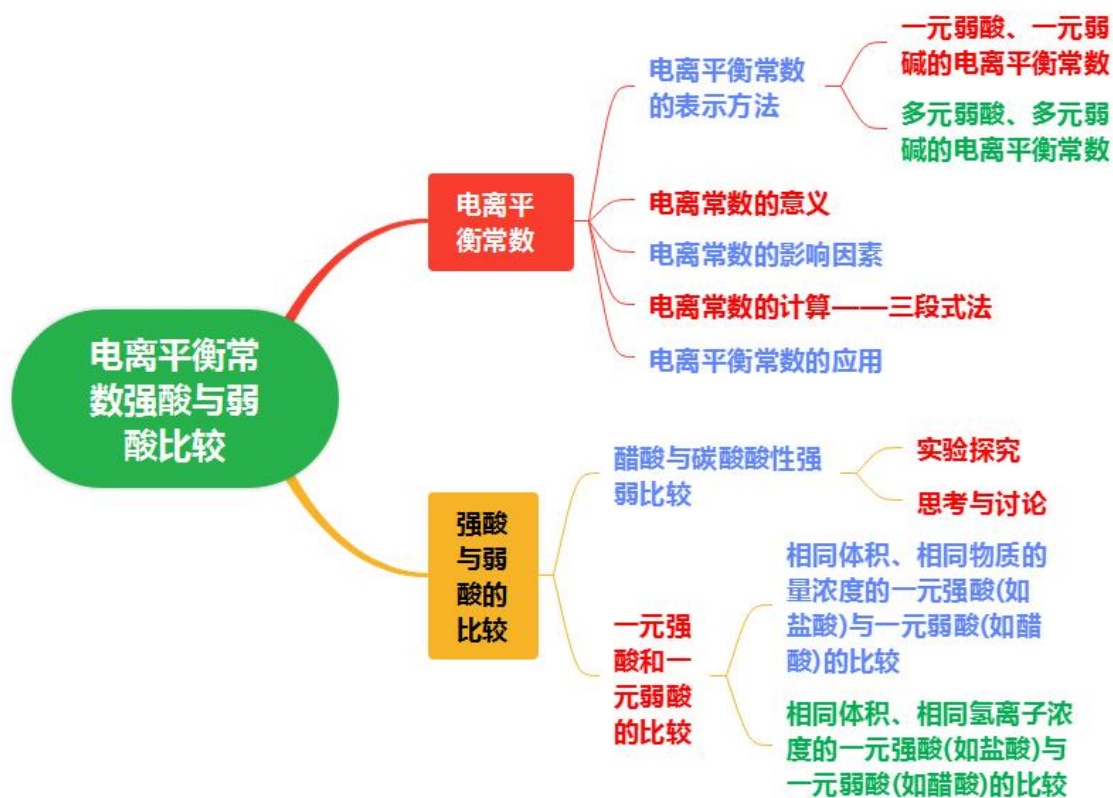 电离平衡常
数强酸与弱
酸比较
电离平
衡常数
电离平衡常数
的表示方法
一元弱酸、一元弱
碱的电离平衡常数
多元弱酸、多元弱
碱的电离平衡常数
电离常数的意义
电离常数的影响因素
电离常数的计算——三段式法
电离平衡常数的应用
强酸
与弱
酸的
比较
醋酸与碳酸酸性强
弱比较
实验探究
思考与讨论
一元强
酸和一
元弱酸
的比较
相同体积、相同物质的
量浓度的一元强酸(如
盐酸)与一元弱酸(如醋
酸)的比较
相同体积、相同氢离子浓
度的一元强酸(如盐酸)与
一元弱酸(如醋酸)的比较